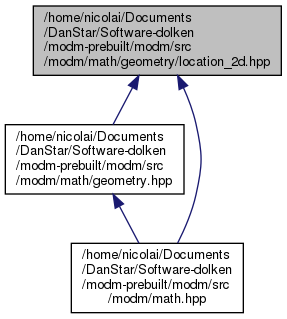 /home/nicolai/Documents
/DanStar/Software-dolken
/modm-prebuilt/modm/src
/modm/math/geometry/location_2d.hpp
/home/nicolai/Documents
/DanStar/Software-dolken
/modm-prebuilt/modm/src
/modm/math/geometry.hpp
/home/nicolai/Documents
/DanStar/Software-dolken
/modm-prebuilt/modm/src
/modm/math.hpp